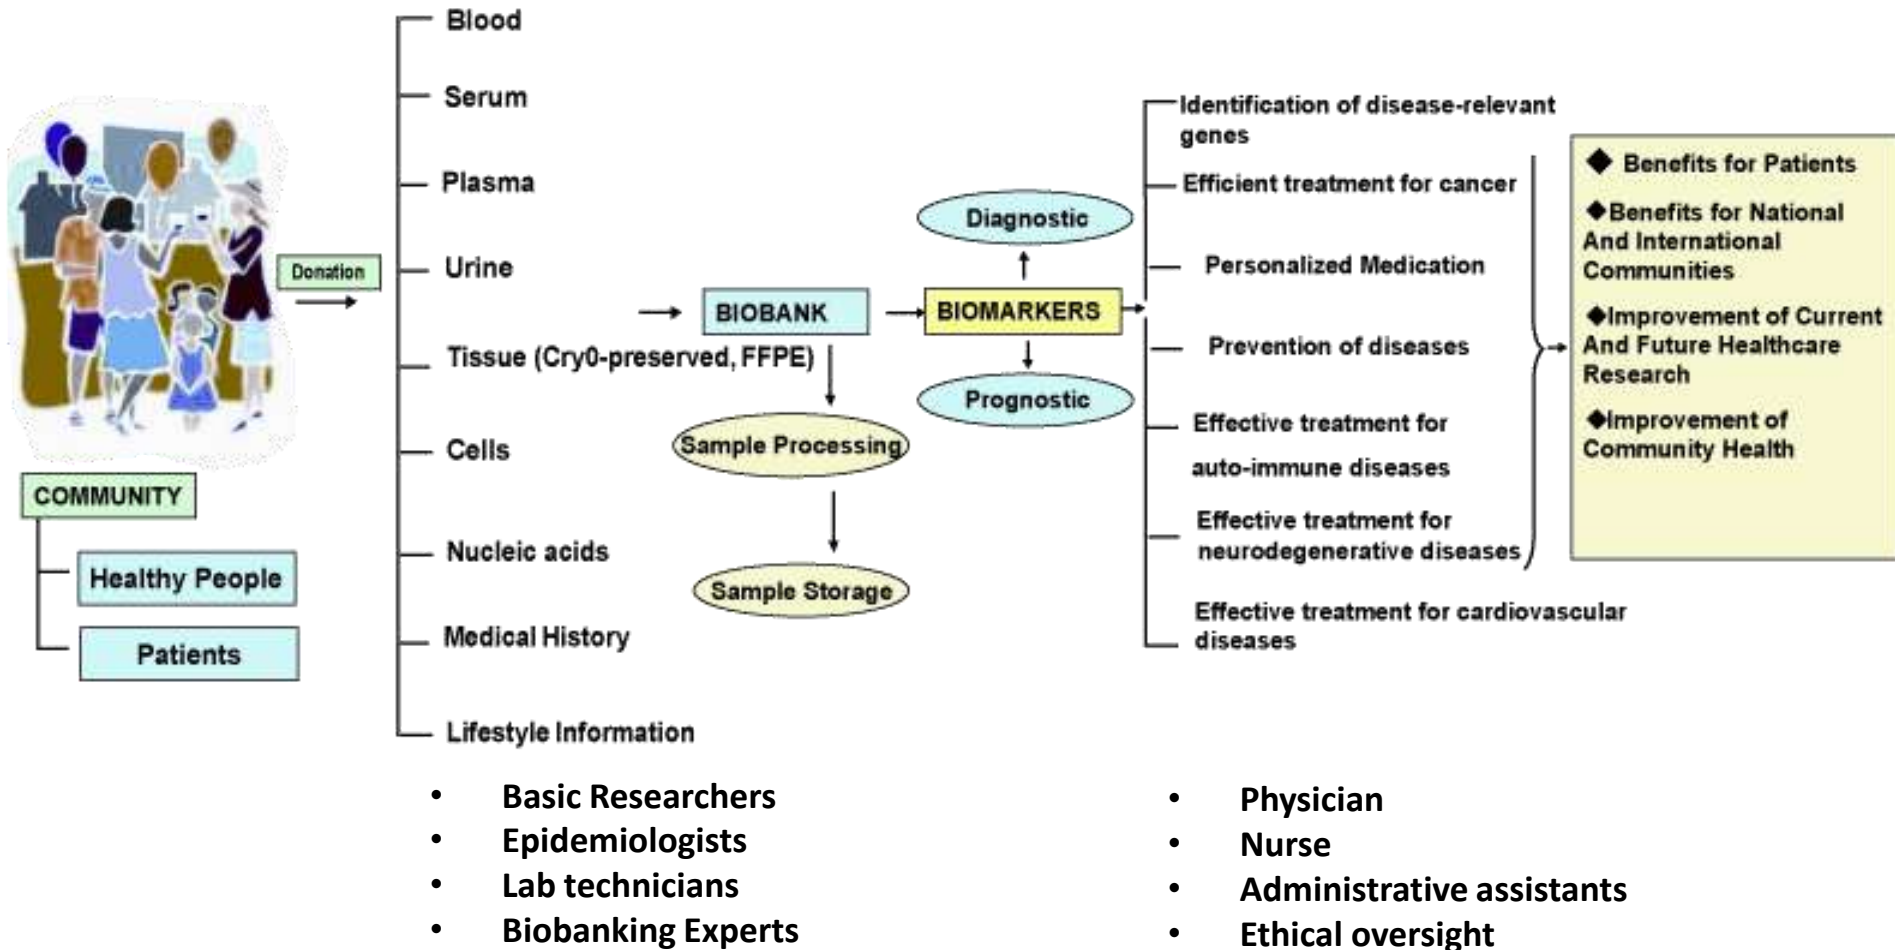 Donation
COMMUNITY
Healthy People
Patients
Blood
Serum
Plasma
Urine
Tissue (Cry0-preserved, FFPE)
Cells
Nucleic acids
Medical History
Lifestyle Information
BIOBANK
Sample Processing
Sample Storage
Diagnostic
BIOMARKERS
Prognostic
Identification of disease-relevant
genes
Efficient treatment for cancer
Personalized Medication
Prevention of diseases
Effective treatment for
auto-immune diseases
Effective treatment for
neurodegenerative diseases
Effective treatment for cardiovascular
diseases
◆ Benefits for Patients
◆Benefits for National
And International
Communities
◆Improvement of Current
And Future Healthcare
Research
◆Improvement of
Community Health
• Basic Researchers
• Epidemiologists
• Lab technicians
• Biobanking Experts
• Physician
• Nurse
• Administrative assistants
• Ethical oversight